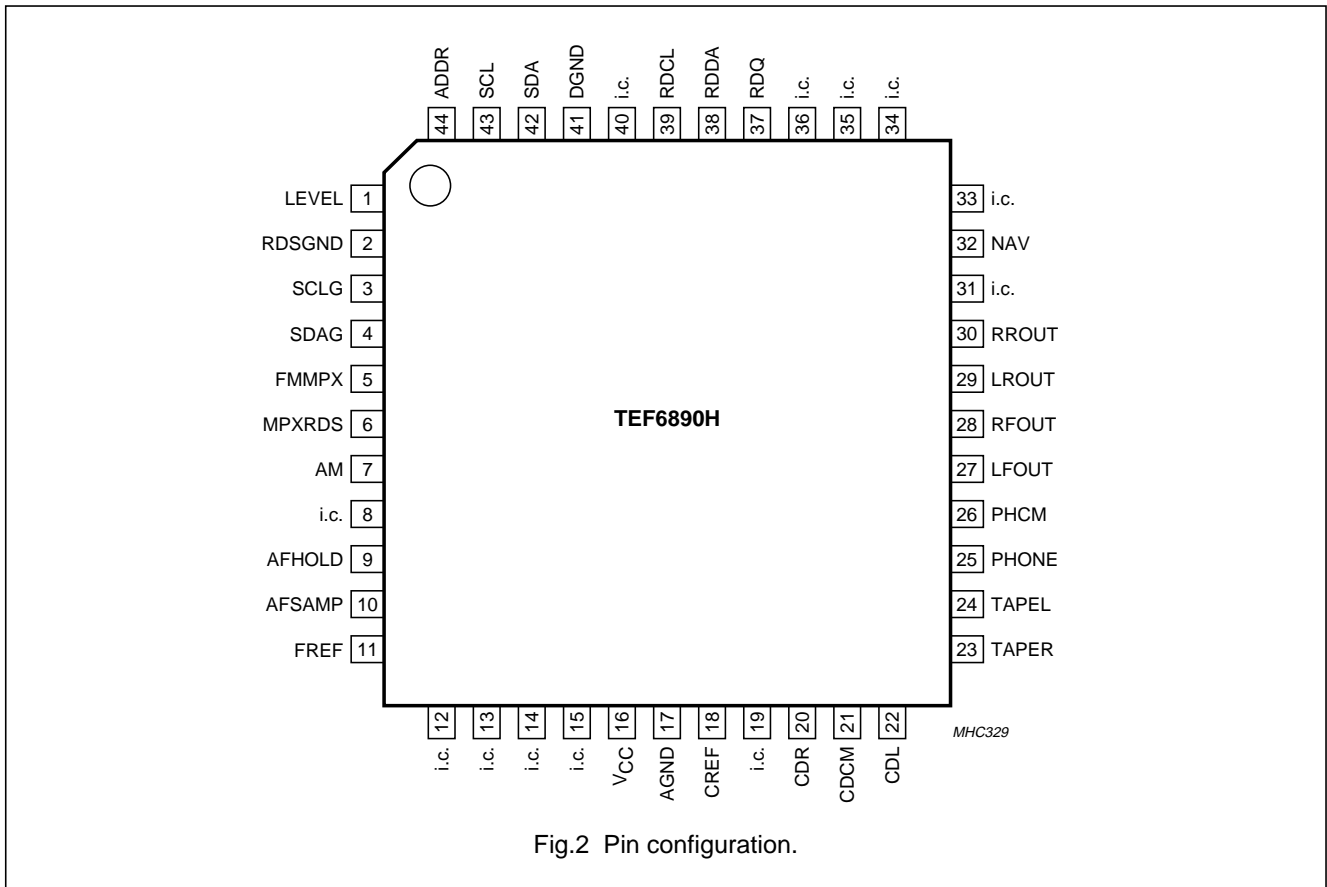 44 ADDR
43 SCL
42 SDA
41 DGND
40 i.c.
39 RDCL
38 RDDA
37 RDQ
36 i.c.
35 i.c.
34 i.c.
LEVEL 1
RDSGND 2
SCLG 3
SDAG 4
FMMPX 5
MPXRDS 6
AM 7
i.c. 8
AFHOLD 9
AFSAMP 10
FREF 11
TEF6890H
33 i.c.
32 NAV
31 i.c.
30 RROUT
29 LROUT
28 RFOUT
27 LFOUT
26 PHCM
25 PHONE
24 TAPEL
23 TAPER
i.c. 12
i.c. 13
i.c. 14
i.c. 15
VCC 16
AGND 17
CREF 18
i.c. 19
CDR 20
CDCM 21
CDL 22
MHC329
Fig.2 Pin configuration.